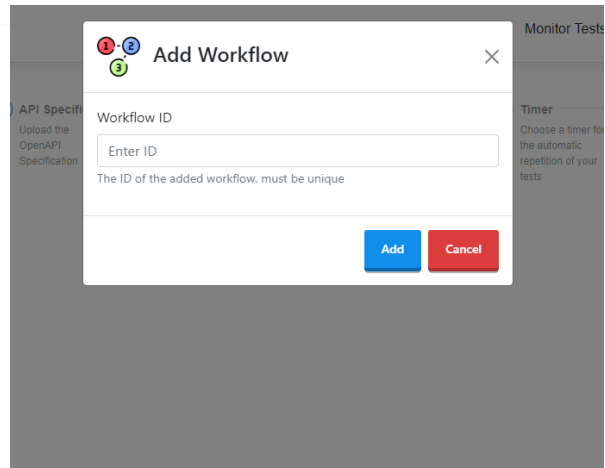 Monitor Tests
1 2 3
Add Workflow
API Specifi
Upload the
OpenAPI
Specification
Workflow ID
Enter ID
The ID of the added workflow, must be unique
Add Cancel
Timer
Choose a timer for
the automatic
repetition of your
tests